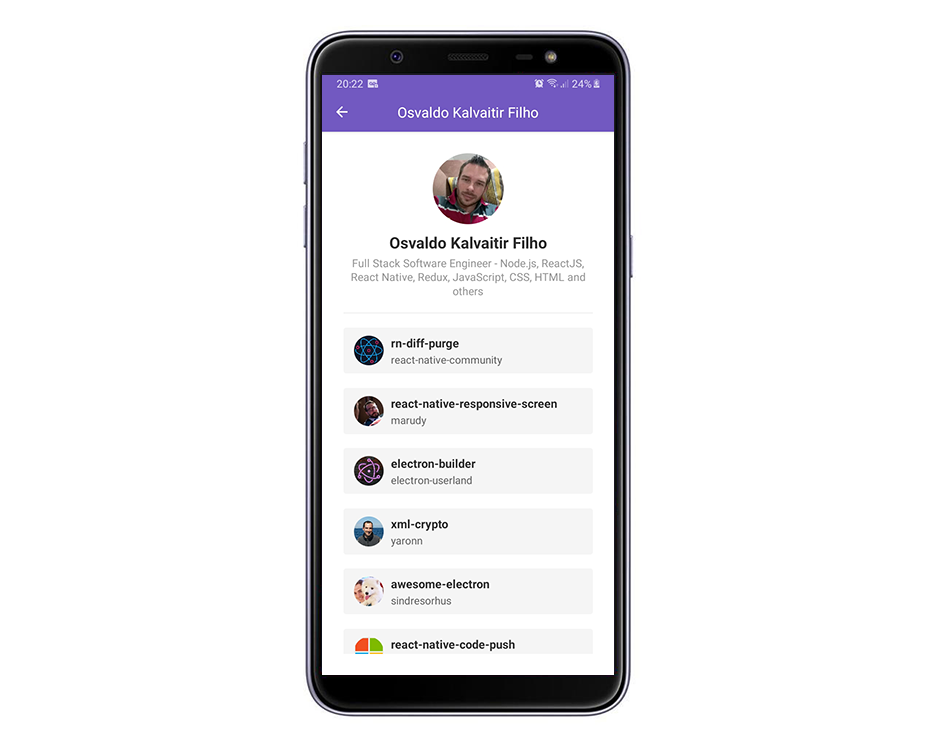 20:22 24%
Osvaldo Kalvaitir Filho
Osvaldo Kalvaitir Filho
Full Stack Software Engineer - Node.js, ReactJS,
React Native, Redux, JavaScript, CSS, HTML and
others
rn-diff-purge
react-native-community
react-native-responsive-screen
marudy
electron-builder
electron-userland
xml-crypto
yaronn
awesome-electron
sindresorhus
react-native-code-push